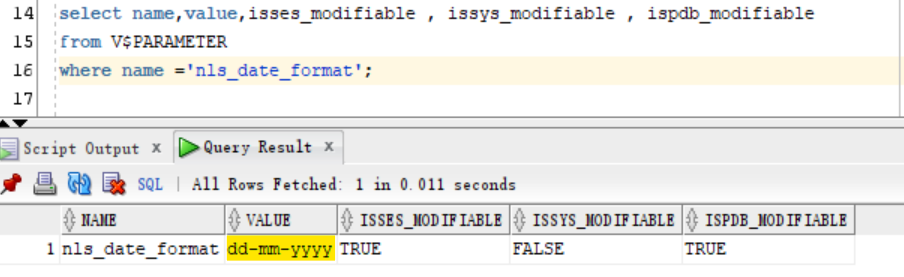 14 select name,value,isses_modifiable , issys_modifiable , ispdb_modifiable
15 from V$PARAMETER
16 where name ='nls_date_format';
17
Script Output x Query Result x
SQL | All Rows Fetched: 1 in 0.011 seconds
NAME VALUE ISSES_MODIFIABLE ISSYS_MODIFIABLE ISPDB_MODIFIABLE
1 nls_date_format dd-mm-yyyy TRUE FALSE TRUE